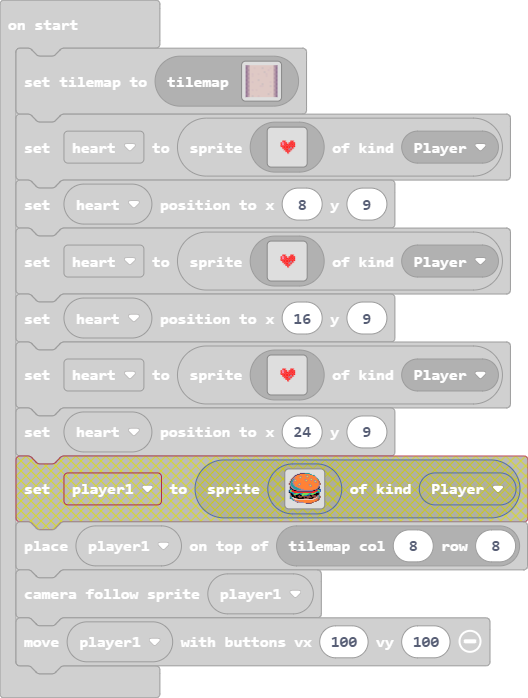 on start
set tilemap to tilemap
set heart to sprite of kind Player
set heart position to x 8 y 9
set heart to sprite of kind Player
set heart position to x 16 y 9
set heart to sprite of kind Player
set heart position to x 24 y 9
set player1 to sprite of kind Player
place player1 on top of tilemap col 8 row 8
camera follow sprite player1
move player1 with buttons vx 100 vy 100